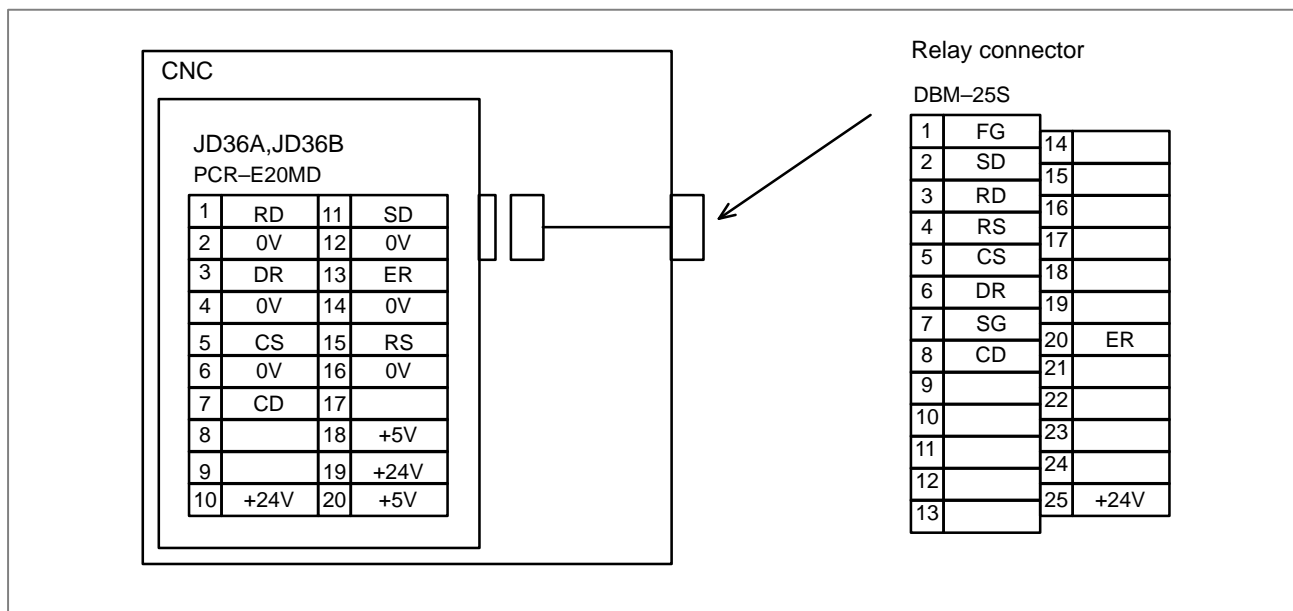 CNC
JD36A,JD36B
PCR–E20MD
1 RD 11 SD
2 0V 12 0V
3 DR 13 ER
4 0V 14 0V
5 CS 15 RS
6 0V 16 0V
7 CD 17
8 18 +5V
9 19 +24V
10 +24V 20 +5V
Relay connector
DBM–25S
1 FG
14
2 SD
15
3 RD
16
4 RS
17
5 CS
18
6 DR
19
7 SG
20 ER
8 CD
21
9
22
10
23
11
24
12
25 +24V
13